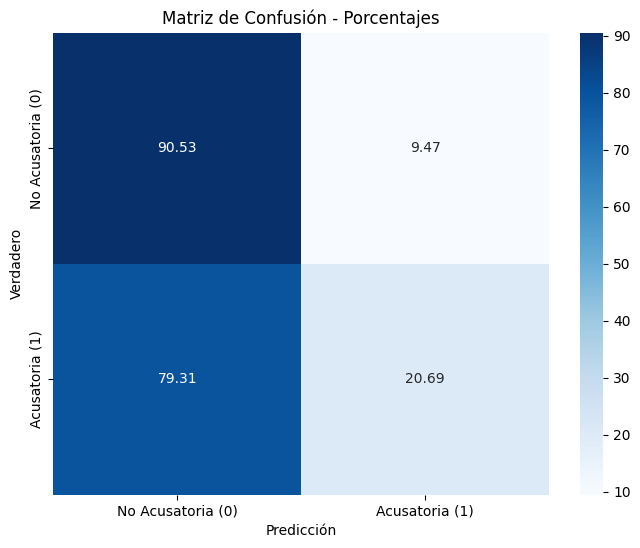 Matriz de Confusión - Porcentajes
No Acusatoria (0)
Acusatoria (1)
Verdadero
90.53
9.47
79.31
20.69
No Acusatoria (0)
Acusatoria (1)
Predicción
90
80
70
60
50
40
30
20
10